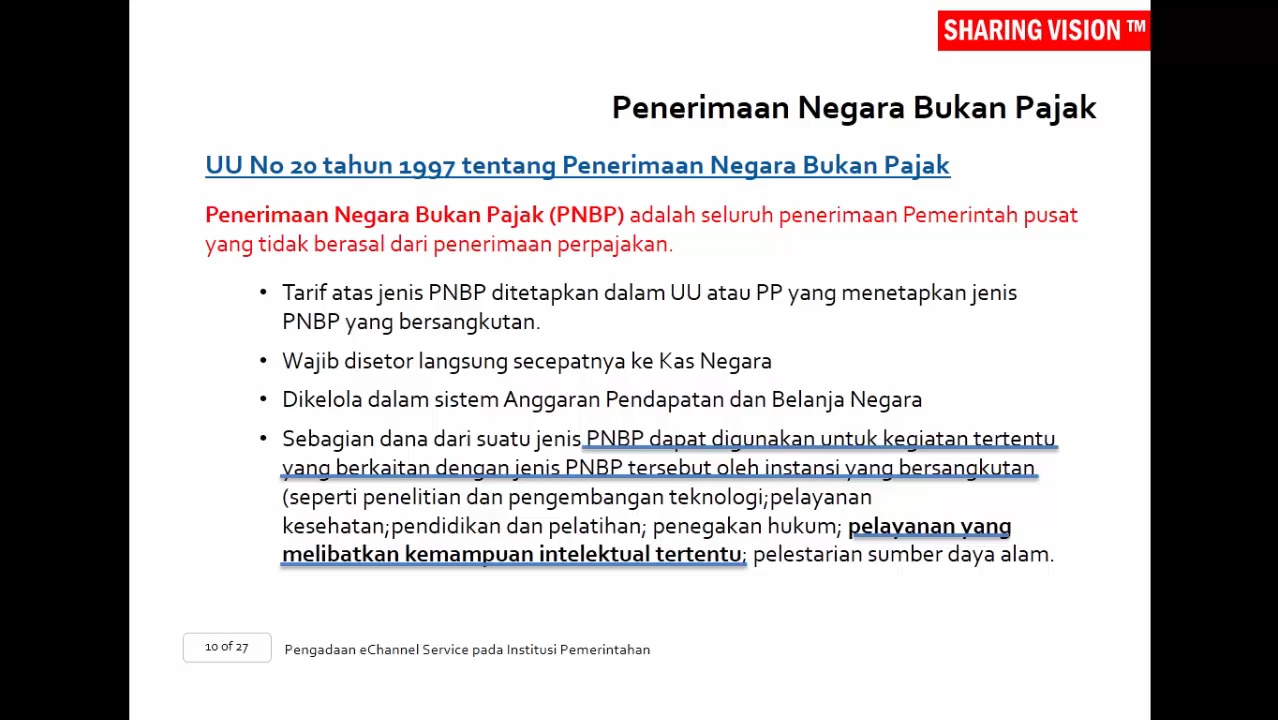 SHARING VISION ™
Penerimaan Negara Bukan Pajak
UU No 20 tahun 1997 tentang Penerimaan Negara Bukan Pajak
Penerimaan Negara Bukan Pajak (PNBP) adalah seluruh penerimaan Pemerintah pusat
yang tidak berasal dari penerimaan perpajakan.
• Tarif atas jenis PNBP ditetapkan dalam UU atau PP yang menetapkan jenis
PNBP yang bersangkutan.
• Wajib disetor langsung secepatnya ke Kas Negara
• Dikelola dalam sistem Anggaran Pendapatan dan Belanja Negara
• Sebagian dana dari suatu jenis PNBP dapat digunakan untuk kegiatan tertentu
yang berkaitan dengan jenis PNBP tersebut oleh instansi yang bersangkutan
(seperti penelitian dan pengembangan teknologi;pelayanan
kesehatan;pendidikan dan pelatihan; penegakan hukum; pelayanan yang
melibatkan kemampuan intelektual tertentu; pelestarian sumber daya alam.
10 of 27
Pengadaan eChannel Service pada Institusi Pemerintahan